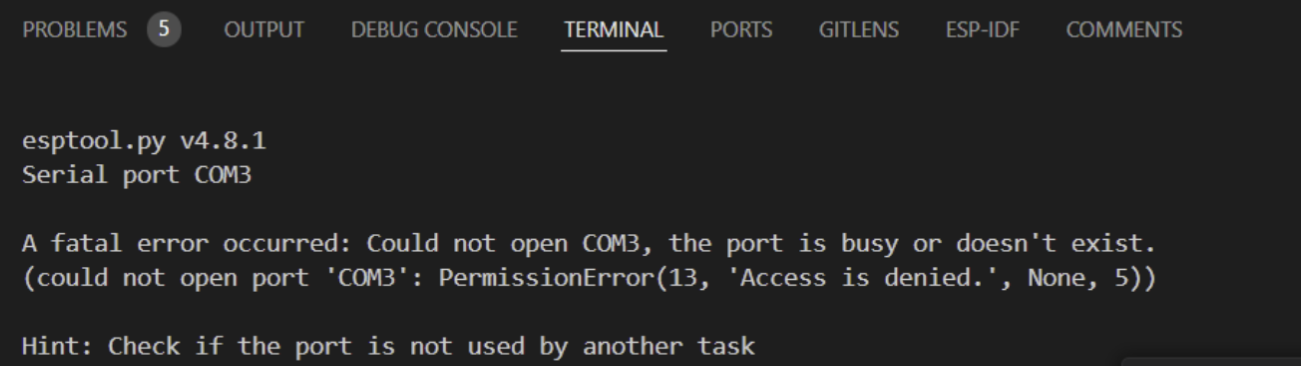 PROBLEMS 5 OUTPUT DEBUG CONSOLE TERMINAL PORTS GITLENS ESP-IDF COMMENTS
esptool.py v4.8.1
Serial port COM3
A fatal error occurred: Could not open COM3, the port is busy or doesn't exist.
(could not open port 'COM3': PermissionError(13, 'Access is denied.', None, 5))
Hint: Check if the port is not used by another task